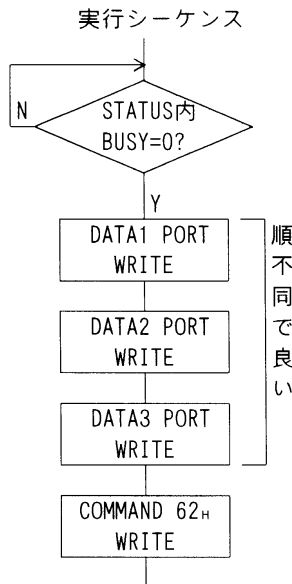 実行シーケンス
N
STATUS内
BUSY=0?
Y
DATA1 PORT
WRITE
DATA2 PORT
WRITE
DATA3 PORT
WRITE
順不同で良い
COMMAND 62H
WRITE